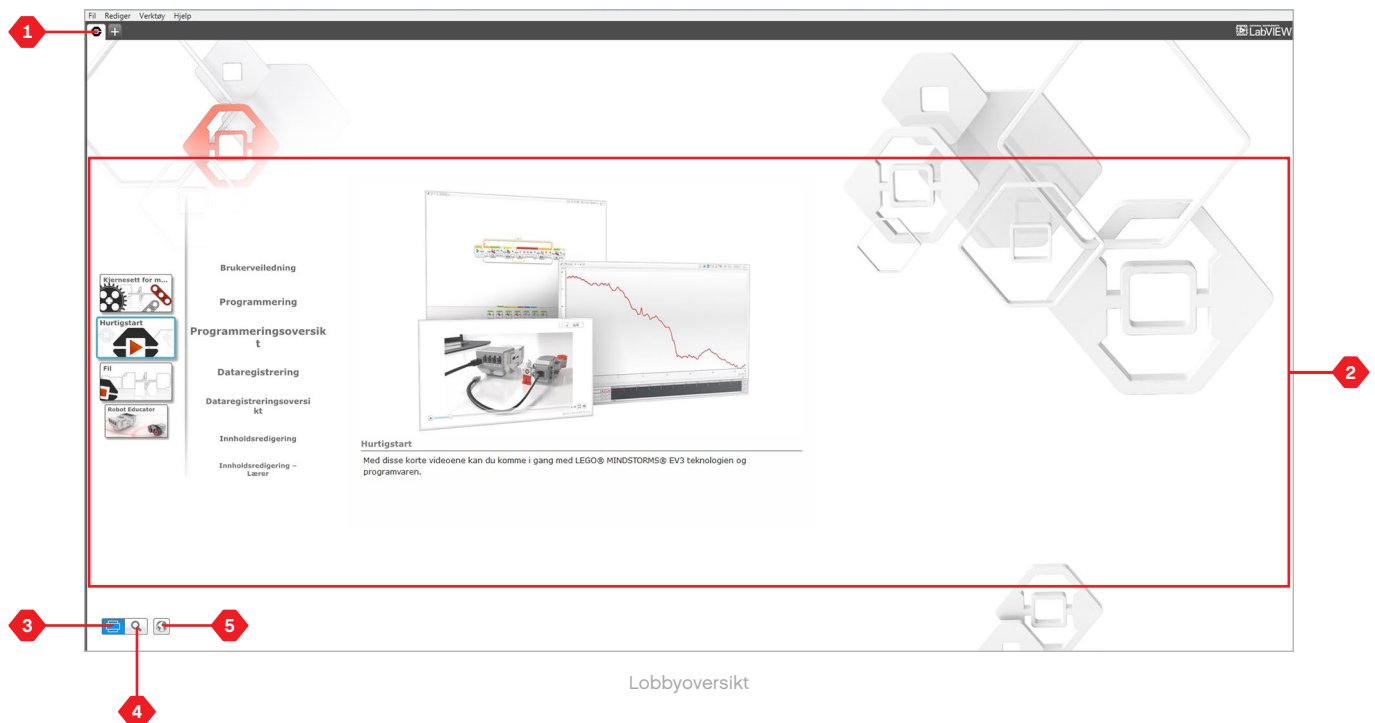 Fil Rediger Verktøy Hjelp
1
LabVIEW
Brukerveiledning
Kjernesett for m...
Programmering
Hurtigstart
Programmeringsoversik
t
Fil
Dataregistrering
2
Dataregistreringsoversi
kt
Robot Educator
Innholdsredigering
Innholdsredigering –
Lærer
Hurtigstart
Med disse korte videoene kan du komme i gang med LEGO® MINDSTORMS® EV3 teknologien og
programvaren.
3
5
4
Lobbyoversikt